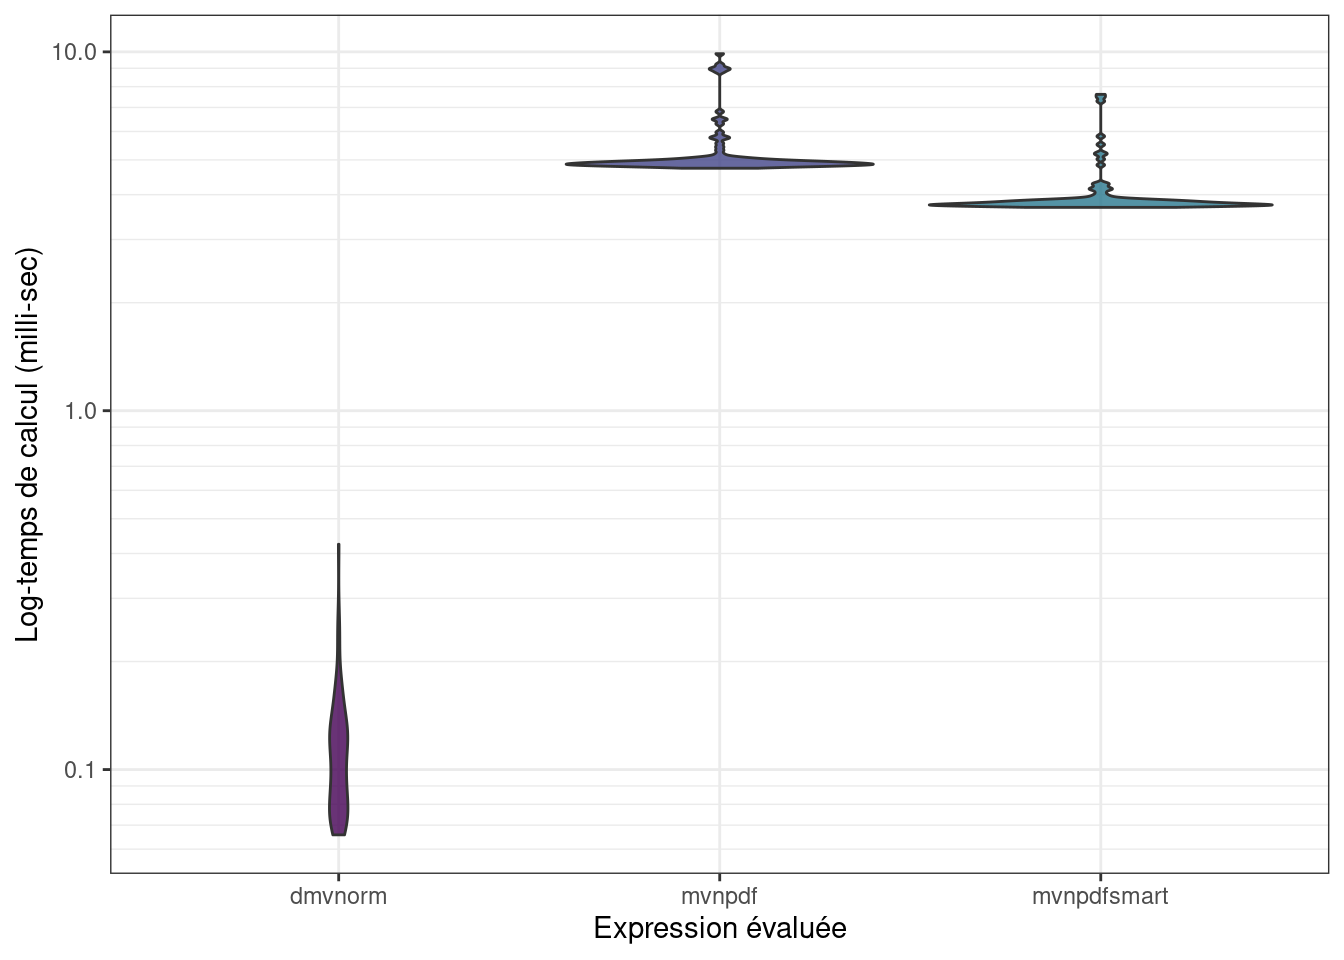 Log-temps de calcul (milli-sec)
10.0
1.0
0.1
dmvnorm mvnpdf mvnpdfsmart
Expression évaluée